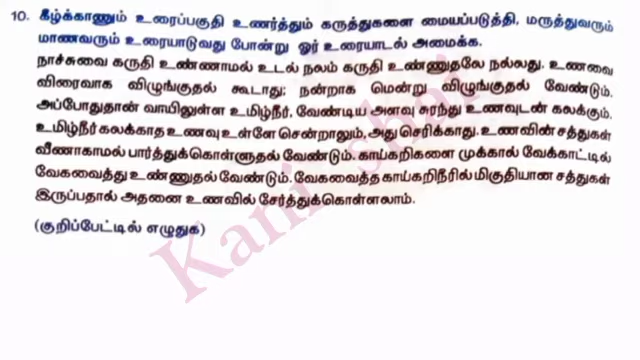 10. கீழ்க்காணும் உரைப்பகுதி உணர்த்தும் கருத்துகளை மையப்படுத்தி, மருத்துவரும்
மாணவரும் உரையாடுவது போன்று ஓர் உரையாடல் அமைக்க.
நாச்சுவை கருதி உண்ணாமல் உடல் நலம் கருதி உண்ணுதலே நல்லது. உணவை
விரைவாக விழுங்குதல் கூடாது; நன்றாக மென்று விழுங்குதல் வேண்டும்.
அப்போதுதான் வாயிலுள்ள உமிழ்நீர், வேண்டிய அளவு சுரந்து உணவுடன் கலக்கும்.
உமிழ்நீர் கலக்காத உணவு உள்ளே சென்றாலும், அது செரிக்காது. உணவின் சத்துகள்
வீணாகாமல் பார்த்துக்கொள்ளுதல் வேண்டும். காய்கறிகளை முக்கால் வேக்காட்டில்
வேகவைத்து உண்ணுதல் வேண்டும். வேகவைத்த காய்கறிநீரில் மிகுதியான சத்துகள்
இருப்பதால் அதனை உணவில் சேர்த்துக்கொள்ளலாம்.
(குறிப்பேட்டில் எழுதுக)